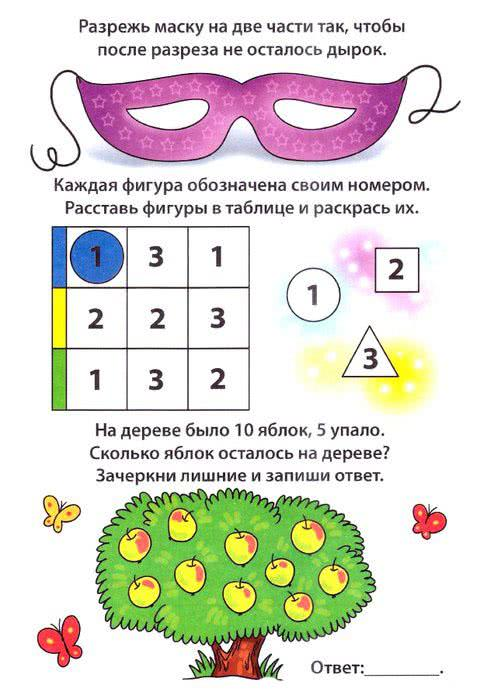 Разрежь маску на две части так, чтобы
после разреза не осталось дырок.
Каждая фигура обозначена своим номером.
Расставь фигуры в таблице и раскрась их.
1 3 1
2 2 3
1 3 2
1
2
3
На дереве было 10 яблок, 5 упало.
Сколько яблок осталось на дереве?
Зачеркни лишние и запиши ответ.
Ответ:________.